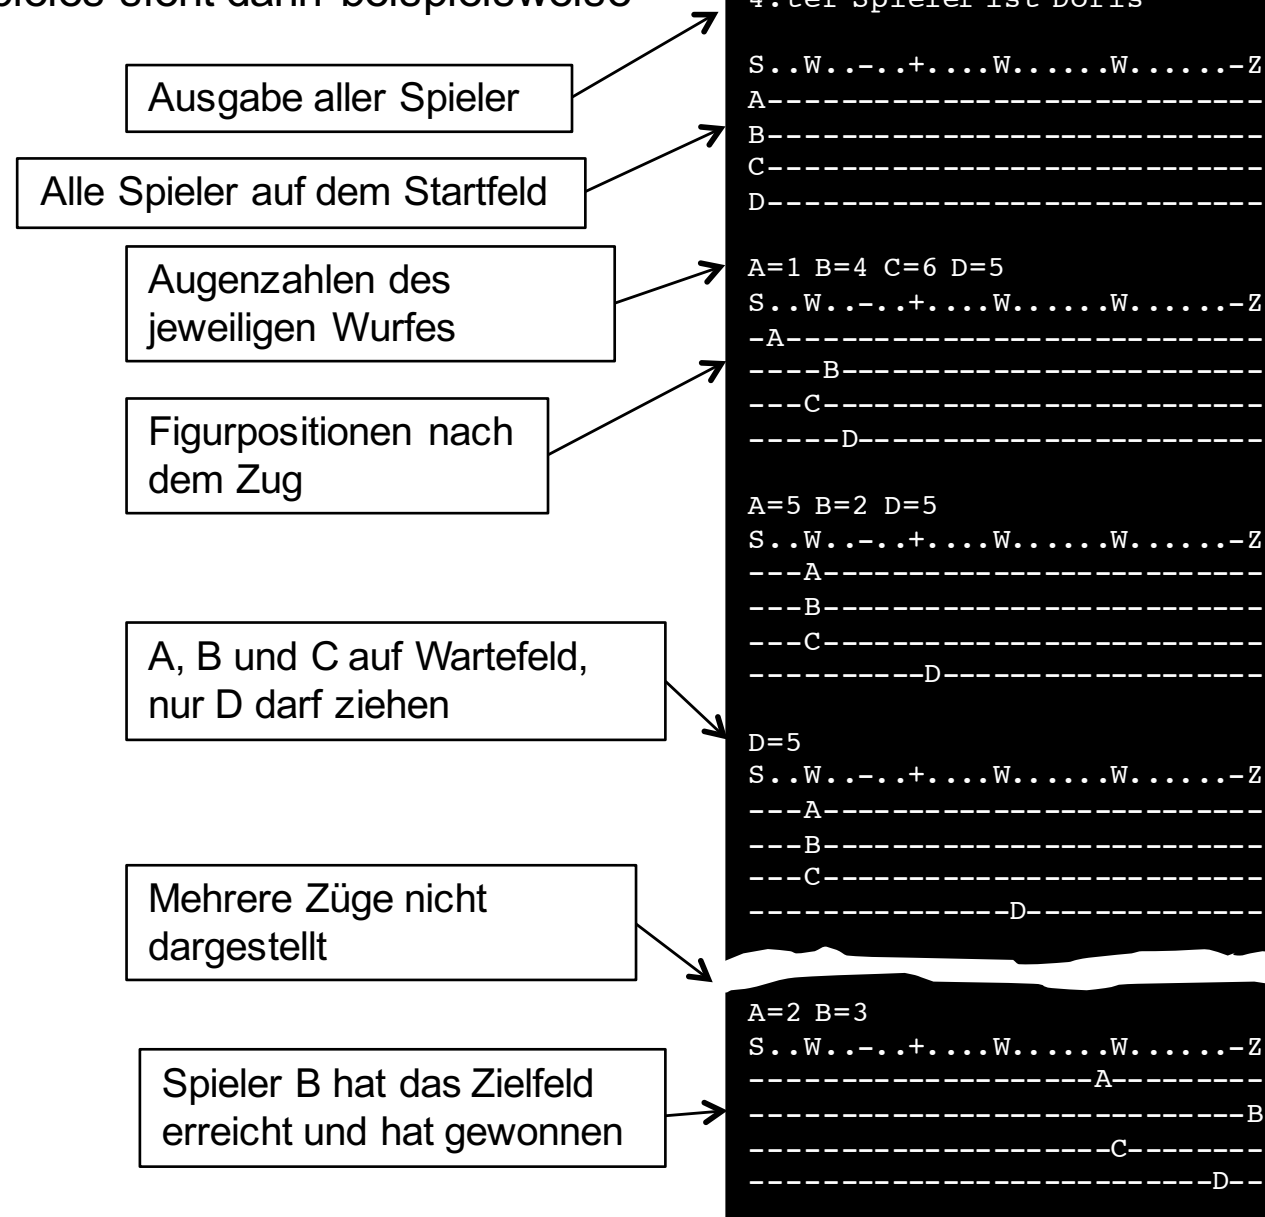 sieht dann beispielsweise
4.ter Spieler ist Doris
Ausgabe aller Spieler
S..W..-..+....W......W......-Z
A-----------------------------
B-----------------------------
C-----------------------------
D-----------------------------
Alle Spieler auf dem Startfeld
Augenzahlen des
jeweiligen Wurfes
A=1 B=4 C=6 D=5
S..W..-..+....W......W......-Z
-A----------------------------
----B-------------------------
---C--------------------------
-----D------------------------
Figurpositionen nach
dem Zug
A=5 B=2 D=5
S..W..-..+....W......W......-Z
---A--------------------------
---B--------------------------
---C--------------------------
----------D-------------------
A, B und C auf Wartefeld,
nur D darf ziehen
D=5
S..W..-..+....W......W......-Z
---A--------------------------
---B--------------------------
---C--------------------------
---------------D--------------
Mehrere Züge nicht
dargestellt
A=2 B=3
S..W..-..+....W......W......-Z
--------------------A---------
-----------------------------B
---------------------C--------
---------------------------D--
Spieler B hat das Zielfeld
erreicht und hat gewonnen